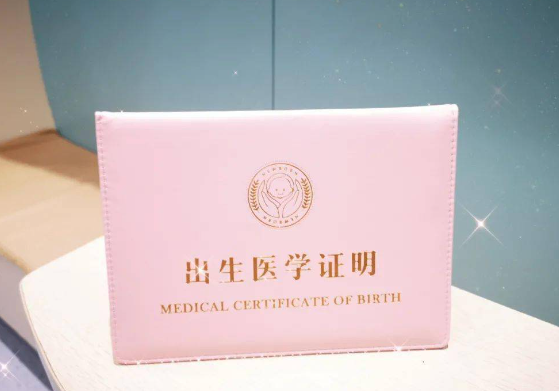 出生医学证明
MEDICAL CERTIFICATE OF BIRTH